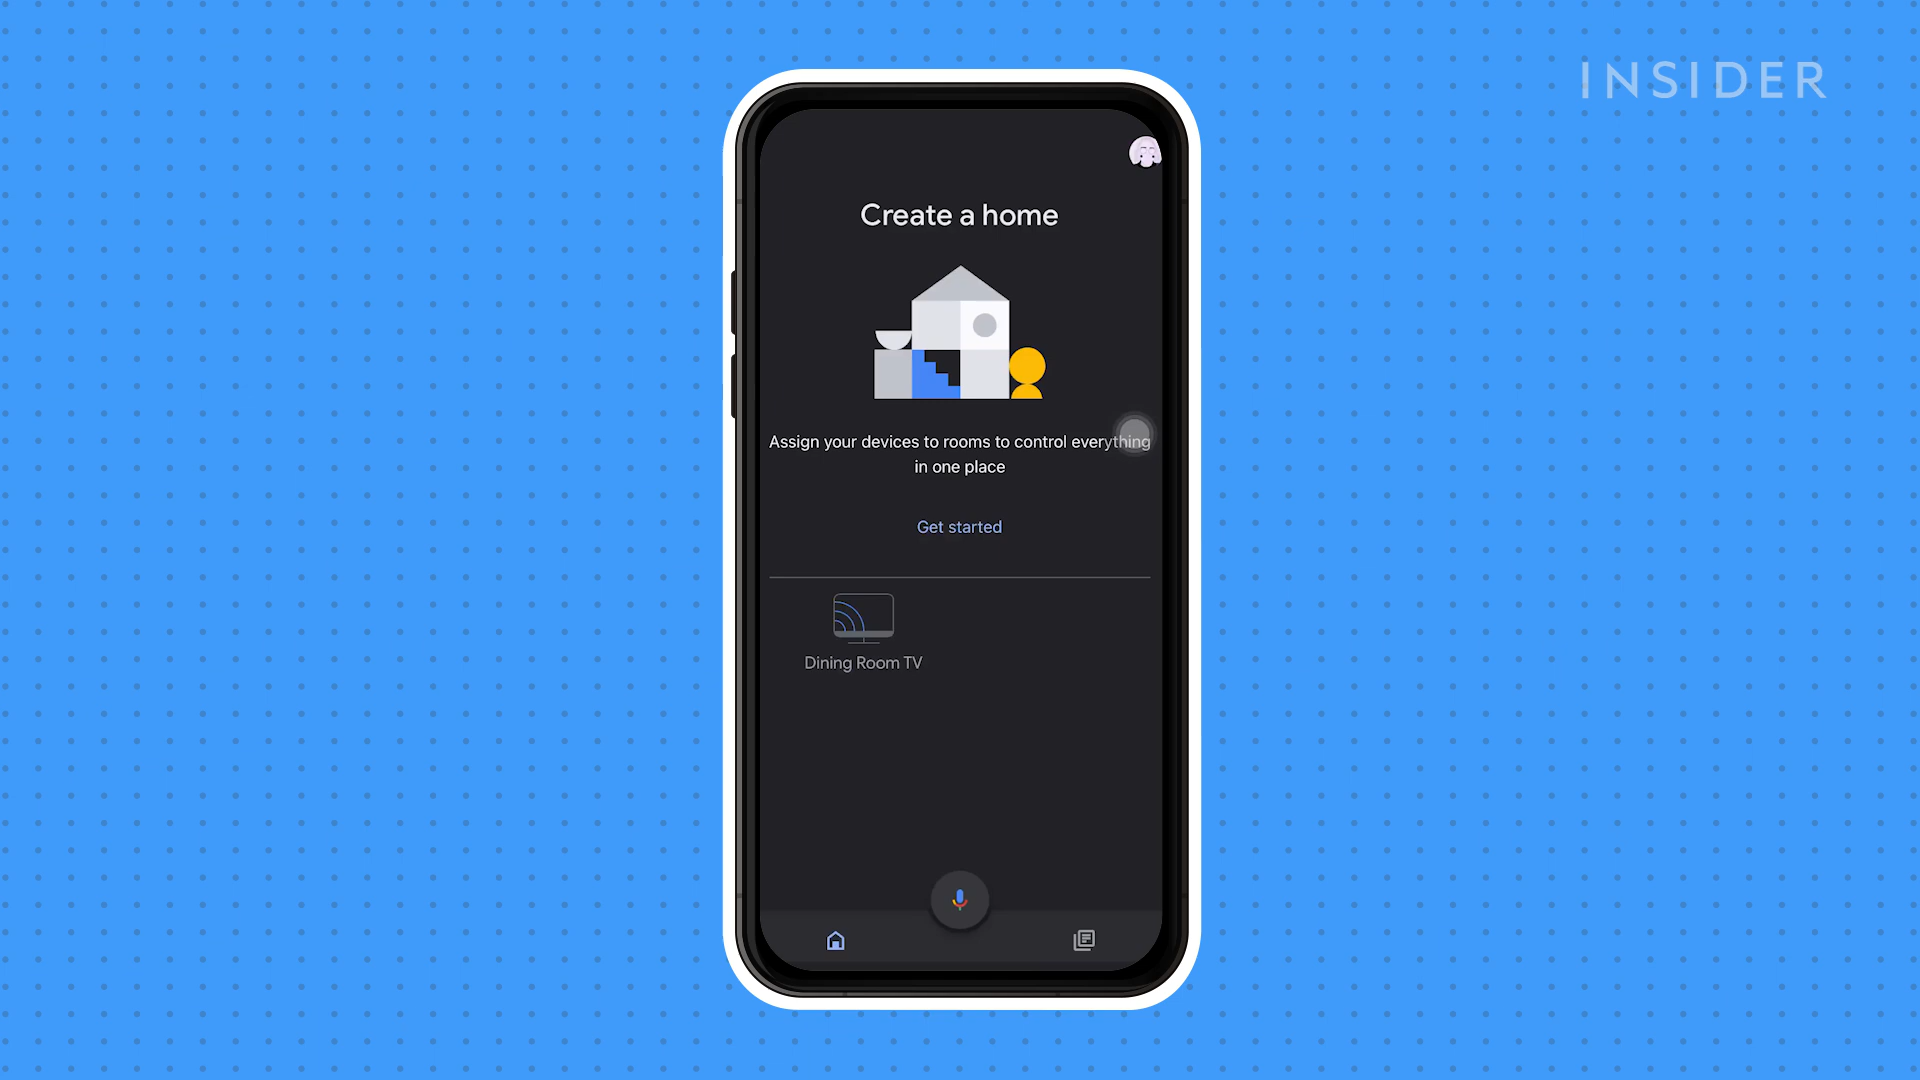 INSIDER
Create a home
Assign your devices to rooms to control everything
in one place
Get started
Dining Room TV